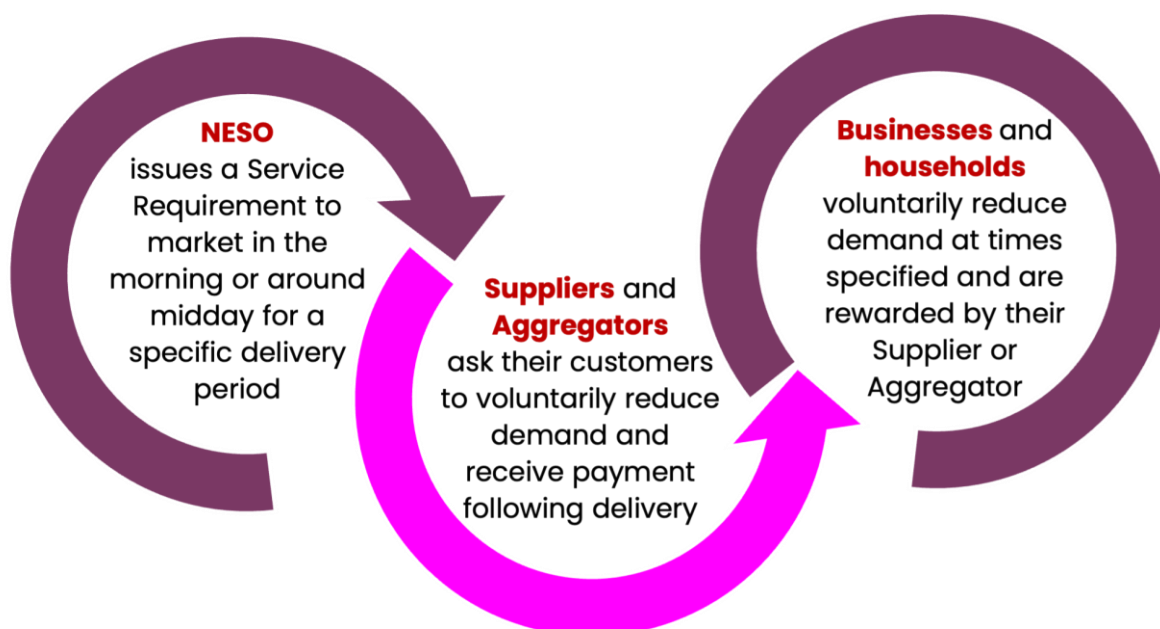 NESO
issues a Service
Requirement to
market in the
morning or around
midday for a
specific delivery
period
Suppliers and
Aggregators
ask their customers
to voluntarily reduce
demand and
receive payment
following delivery
Businesses and
households
voluntarily reduce
demand at times
specified and are
rewarded by their
Supplier or
Aggregator